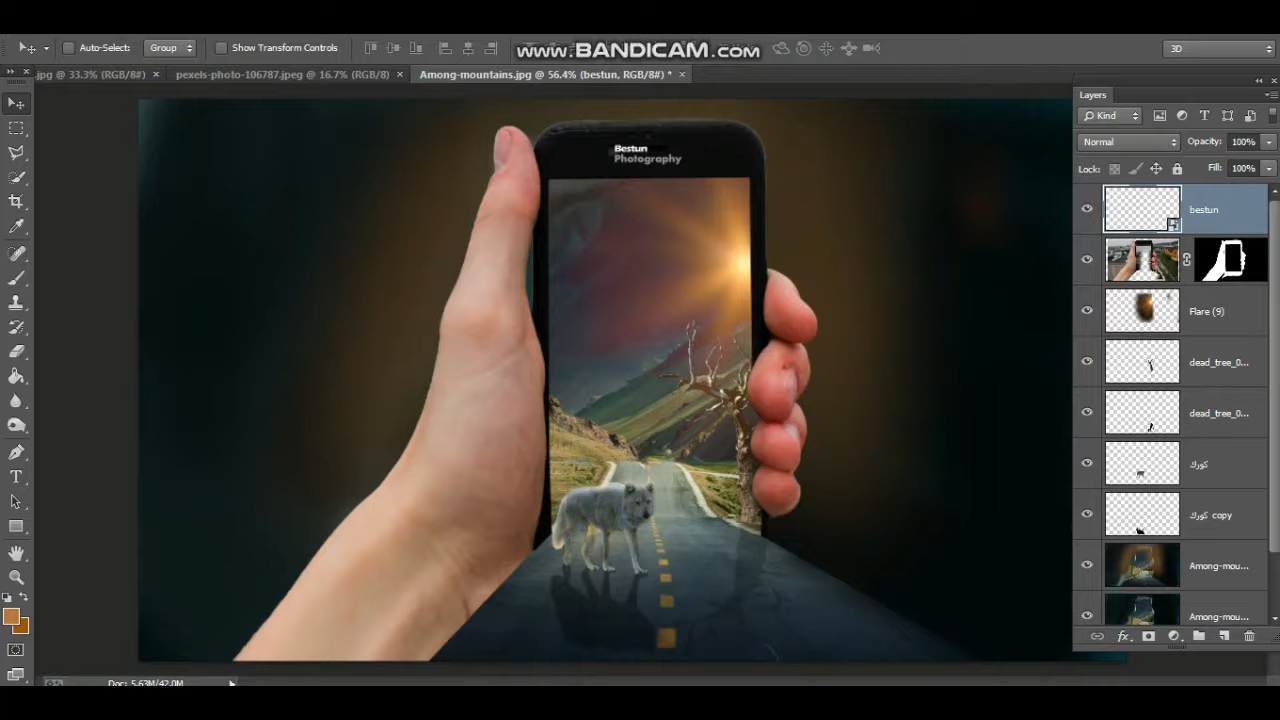 Auto-Select:
Group
Show Transform Controls
www.BANDICAM.com
3D
.jpg @ 33.3% (RGB/8#) ×
pexels-photo-106787.jpeg @ 16.7% (RGB/8) ×
Among-mountains.jpg @ 56.4% (bestun, RGB/8#) * ×
Layers
Kind
Normal
Opacity: 100%
Lock:
Fill: 100%
bestun
Flare (9)
dead_tree_0...
dead_tree_0...
كورك
كورك copy
Among-mou...
Among-mou...
Bestun
Photography
Doc: 5.63M/42.0M